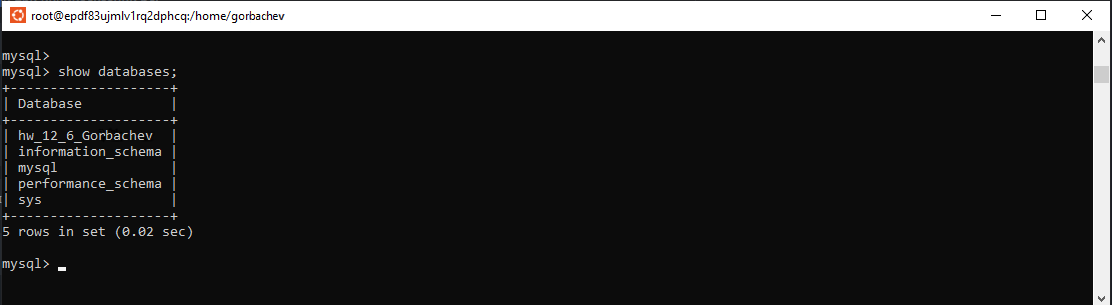 root@epdf83ujmlv1rq2dphcq:/home/gorbachev
mysql>
mysql> show databases;
+--------------------+
| Database           |
+--------------------+
| hw_12_6_Gorbachev  |
| information_schema |
| mysql              |
| performance_schema |
| sys                |
+--------------------+
5 rows in set (0.02 sec)
mysql>